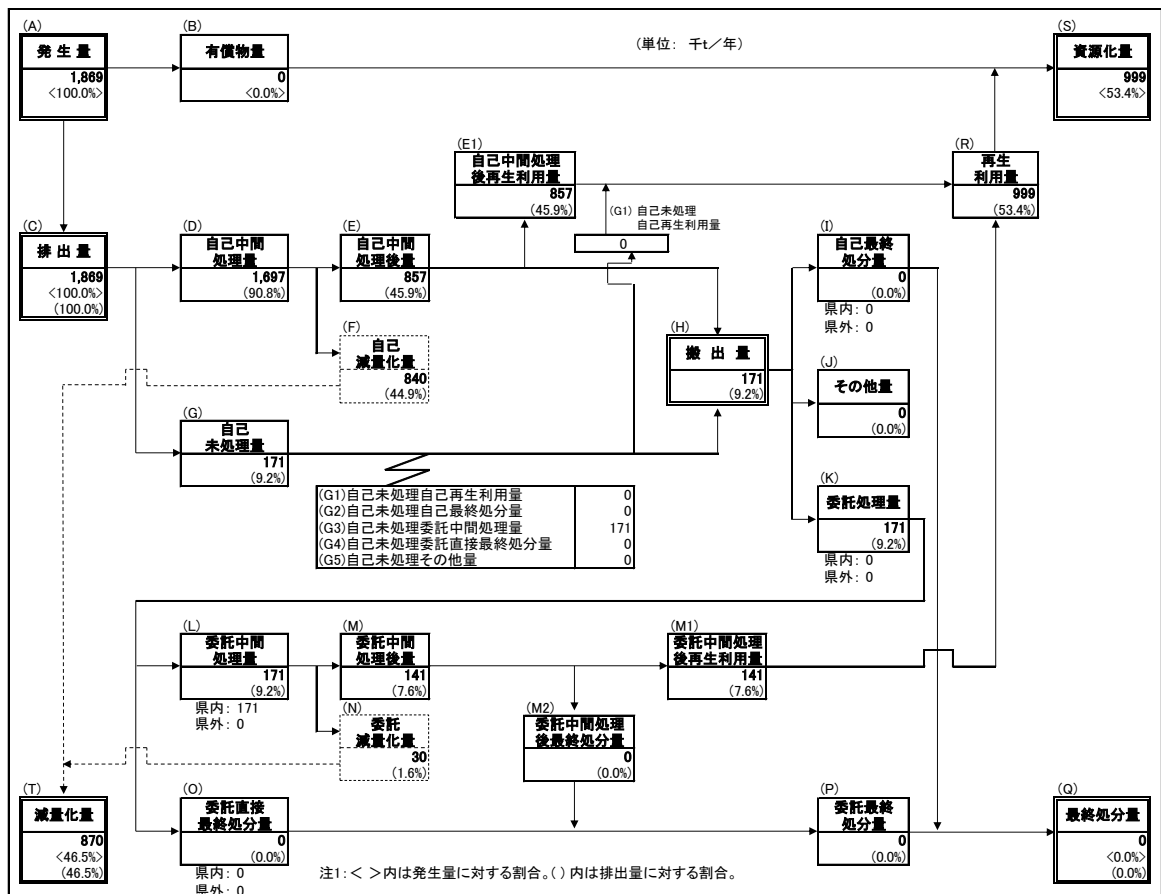 (A)
発 生 量
1,869
<100.0%>
(B)
有償物量
0
<0.0%>
(単位： 千t／年)
(S)
資源化量
999
<53.4%>
(E1)
自己中間処理
後再生利用量
857
(45.9%)
(R)
再生
利用量
999
(53.4%)
(G1) 自己未処理
自己再生利用量
0
(C)
排 出 量
1,869
<100.0%>
(100.0%)
(D)
自己中間
処理量
1,697
(90.8%)
(E)
自己中間
処理後量
857
(45.9%)
(F)
自己
減量化量
840
(44.9%)
(I)
自己最終
処分量
0
(0.0%)
県内： 0
県外： 0
(H)
搬 出 量
171
(9.2%)
(J)
その他量
0
(0.0%)
(G)
自己
未処理量
171
(9.2%)
(G1)自己未処理自己再生利用量 0
(G2)自己未処理自己最終処分量 0
(G3)自己未処理委託中間処理量 171
(G4)自己未処理委託直接最終処分量 0
(G5)自己未処理その他量 0
(K)
委託処理量
171
(9.2%)
県内： 0
県外： 0
(L)
委託中間
処理量
171
(9.2%)
県内： 171
県外： 0
(M)
委託中間
処理後量
141
(7.6%)
(M1)
委託中間処理
後再生利用量
141
(7.6%)
(N)
委託
減量化量
30
(1.6%)
(M2)
委託中間処理
後最終処分量
0
(0.0%)
(T)
減量化量
870
<46.5%>
(46.5%)
(O)
委託直接
最終処分量
0
(0.0%)
県内： 0
県外： 0
(P)
委託最終
処分量
0
(0.0%)
(Q)
最終処分量
0
<0.0%>
(0.0%)
注1：＜ ＞内は発生量に対する割合。( ) 内は排出量に対する割合。